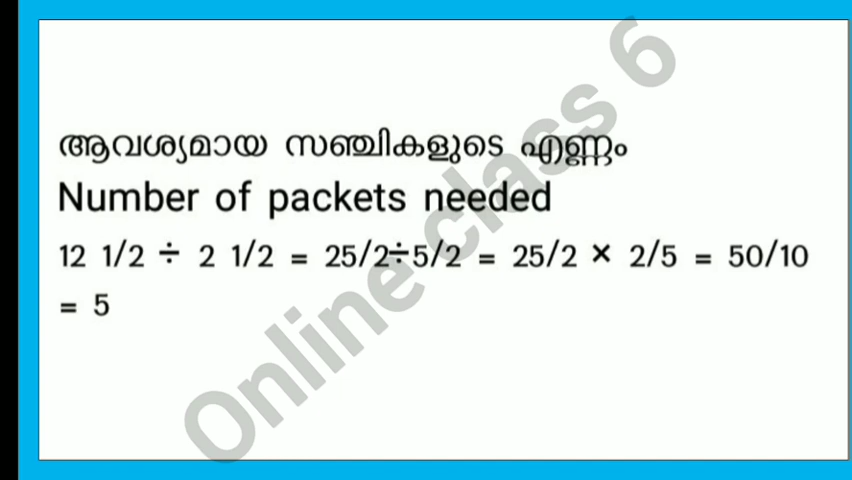 ആവശ്യമായ സഞ്ചികളുടെ എണ്ണം
Number of packets needed
12 1/2 ÷ 2 1/2 = 25/2÷5/2 = 25/2 × 2/5 = 50/10
= 5
Online class 6